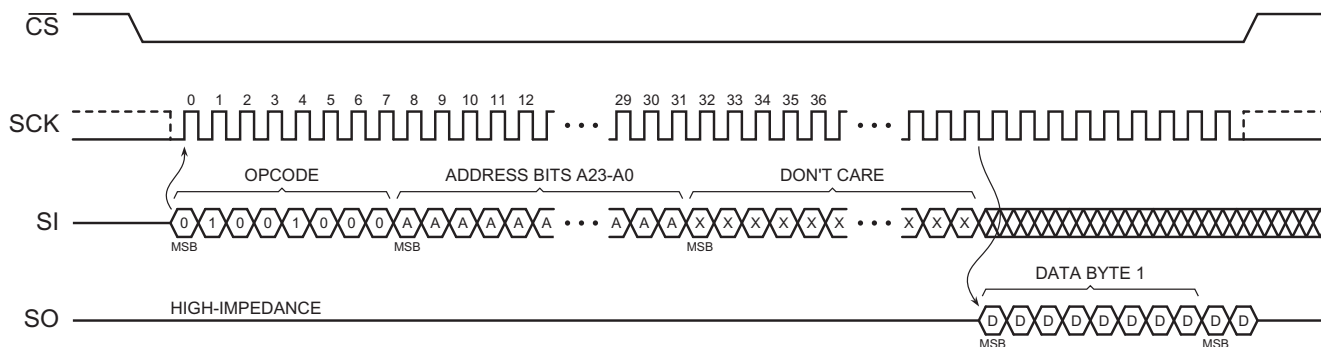 CS
0 1 2 3 4 5 6 7 8 9 10 11 12 29 30 31 32 33 34 35 36
SCK
OPCODE ADDRESS BITS A23-A0 DON'T CARE
SI 0 1 0 0 1 0 0 0 A A A A A A A A A X X X X X X X X X
MSB MSB MSB
DATA BYTE 1
HIGH-IMPEDANCE
SO D D D D D D D D D D
MSB MSB